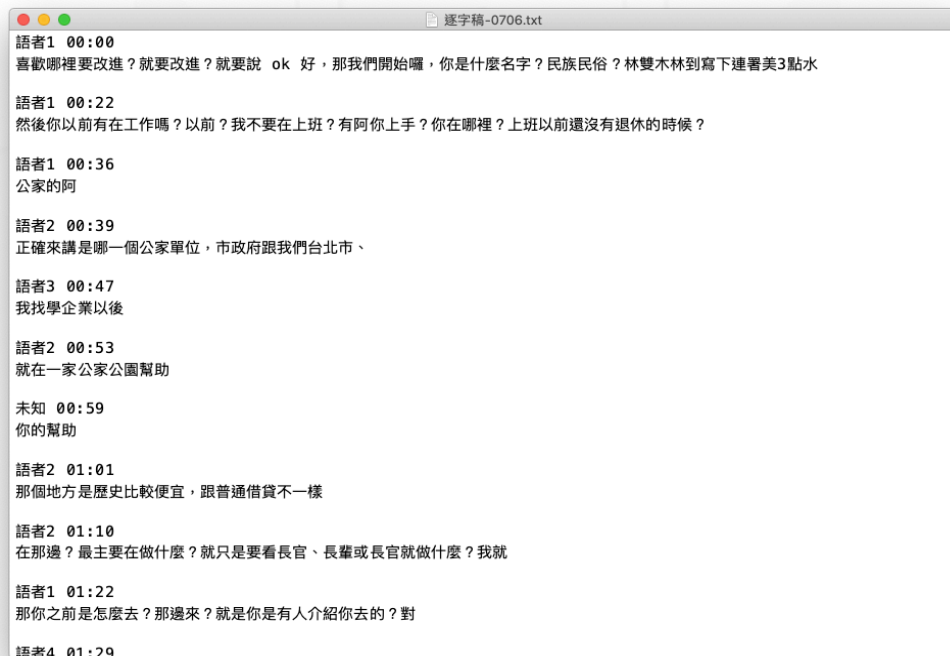 逐字稿-0706.txt
語者1 00:00
喜歡哪裡要改進？就要改進？就要說 ok 好，那我們開始囉，你是什麼名字？民族民俗？林雙木林到寫下連署美3點水
語者1 00:22
然後你以前有在工作嗎？以前？我不要在上班？有阿你上手？你在哪裡？上班以前還沒有退休的時候？
語者1 00:36
公家的阿
語者2 00:39
正確來講是哪一個公家單位，市政府跟我們台北市、
語者3 00:47
我找學企業以後
語者2 00:53
就在一家公家公園幫助
未知 00:59
你的幫助
語者2 01:01
那個地方是歷史比較便宜，跟普通借貸不一樣
語者2 01:10
在那邊？最主要在做什麼？就只是要看長官、長輩或長官就做什麼？我就
語者1 01:22
那你之前是怎麼去？那邊來？就是你是有人介紹你去的？對
語者4 01:29